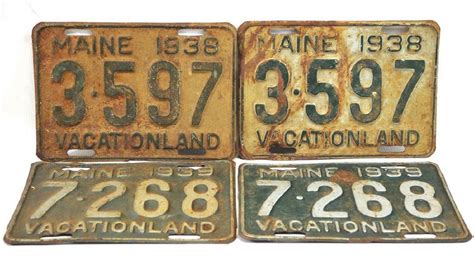 MAINE 1938
3·597
VACATIONLAND
MAINE 1938
3·597
VACATIONLAND
MAINE 1939
7·268
VACATIONLAND
MAINE 1939
7·268
VACATIONLAND